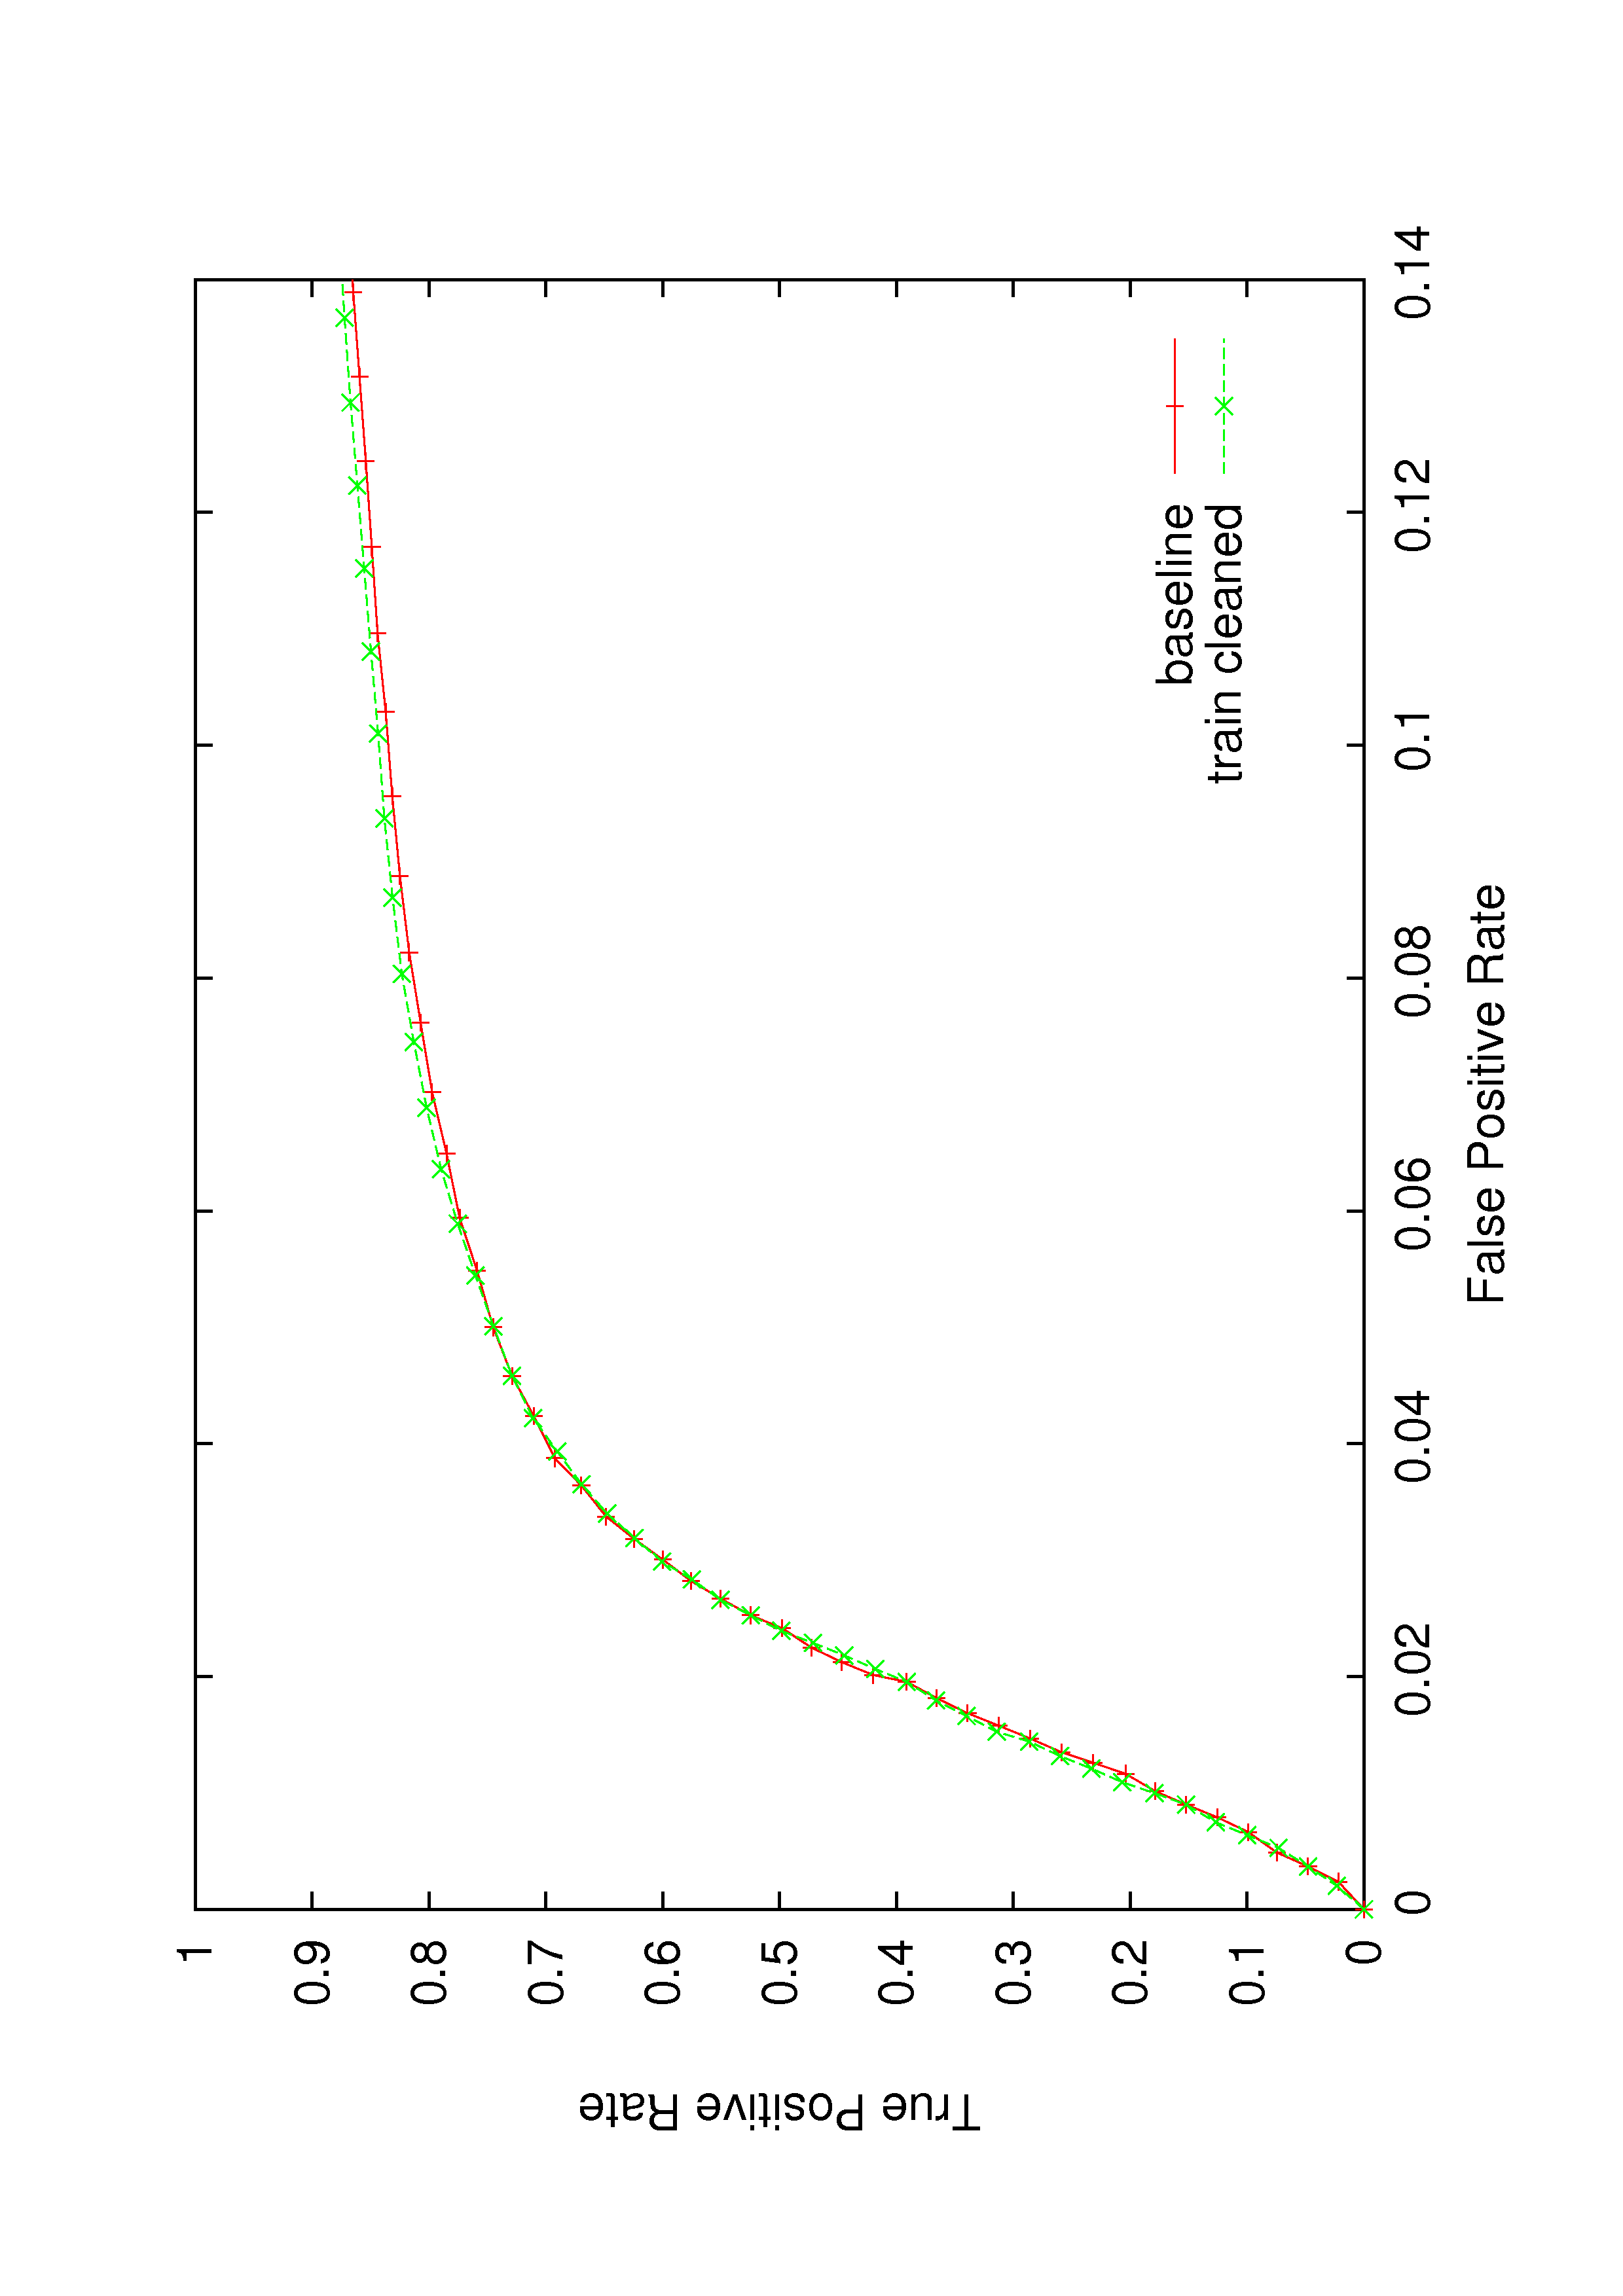 1
0.9
0.8
0.7
0.6
0.5
0.4
0.3
0.2
0.1
0
0 0.02 0.04 0.06 0.08 0.1 0.12 0.14
True Positive Rate
False Positive Rate
baseline
train cleaned